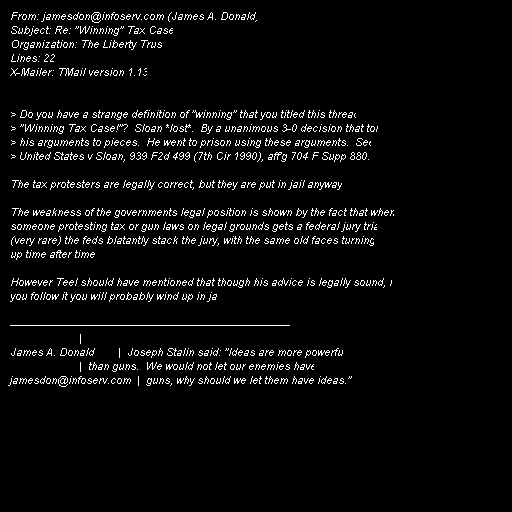 From: jamesdon@infoserv.com (James A. Donald)
Subject: Re: "Winning" Tax Case
Organization: The Liberty Trus
Lines: 22
X-Mailer: TMail version 1.13
> Do you have a strange definition of "winning" that you titled this thread
> "Winning Tax Case!"?  Sloan *lost*.  By a unanimous 3-0 decision that tor
> his arguments to pieces.  He went to prison using these arguments.  See
> United States v Sloan, 939 F2d 499 (7th Cir 1990), aff'g 704 F Supp 880.
The tax protesters are legally correct, but they are put in jail anyway
The weakness of the governments legal position is shown by the fact that when
someone protesting tax or gun laws on legal grounds gets a federal jury tria
(very rare) the feds blatantly stack the jury, with the same old faces turning
up time after time
However Teel should have mentioned that though his advice is legally sound,
you follow it you will probably wind up in ja
|
James A. Donald | Joseph Stalin said: "Ideas are more powerfu
| than guns.  We would not let our enemies have
jamesdon@infoserv.com | guns, why should we let them have ideas."